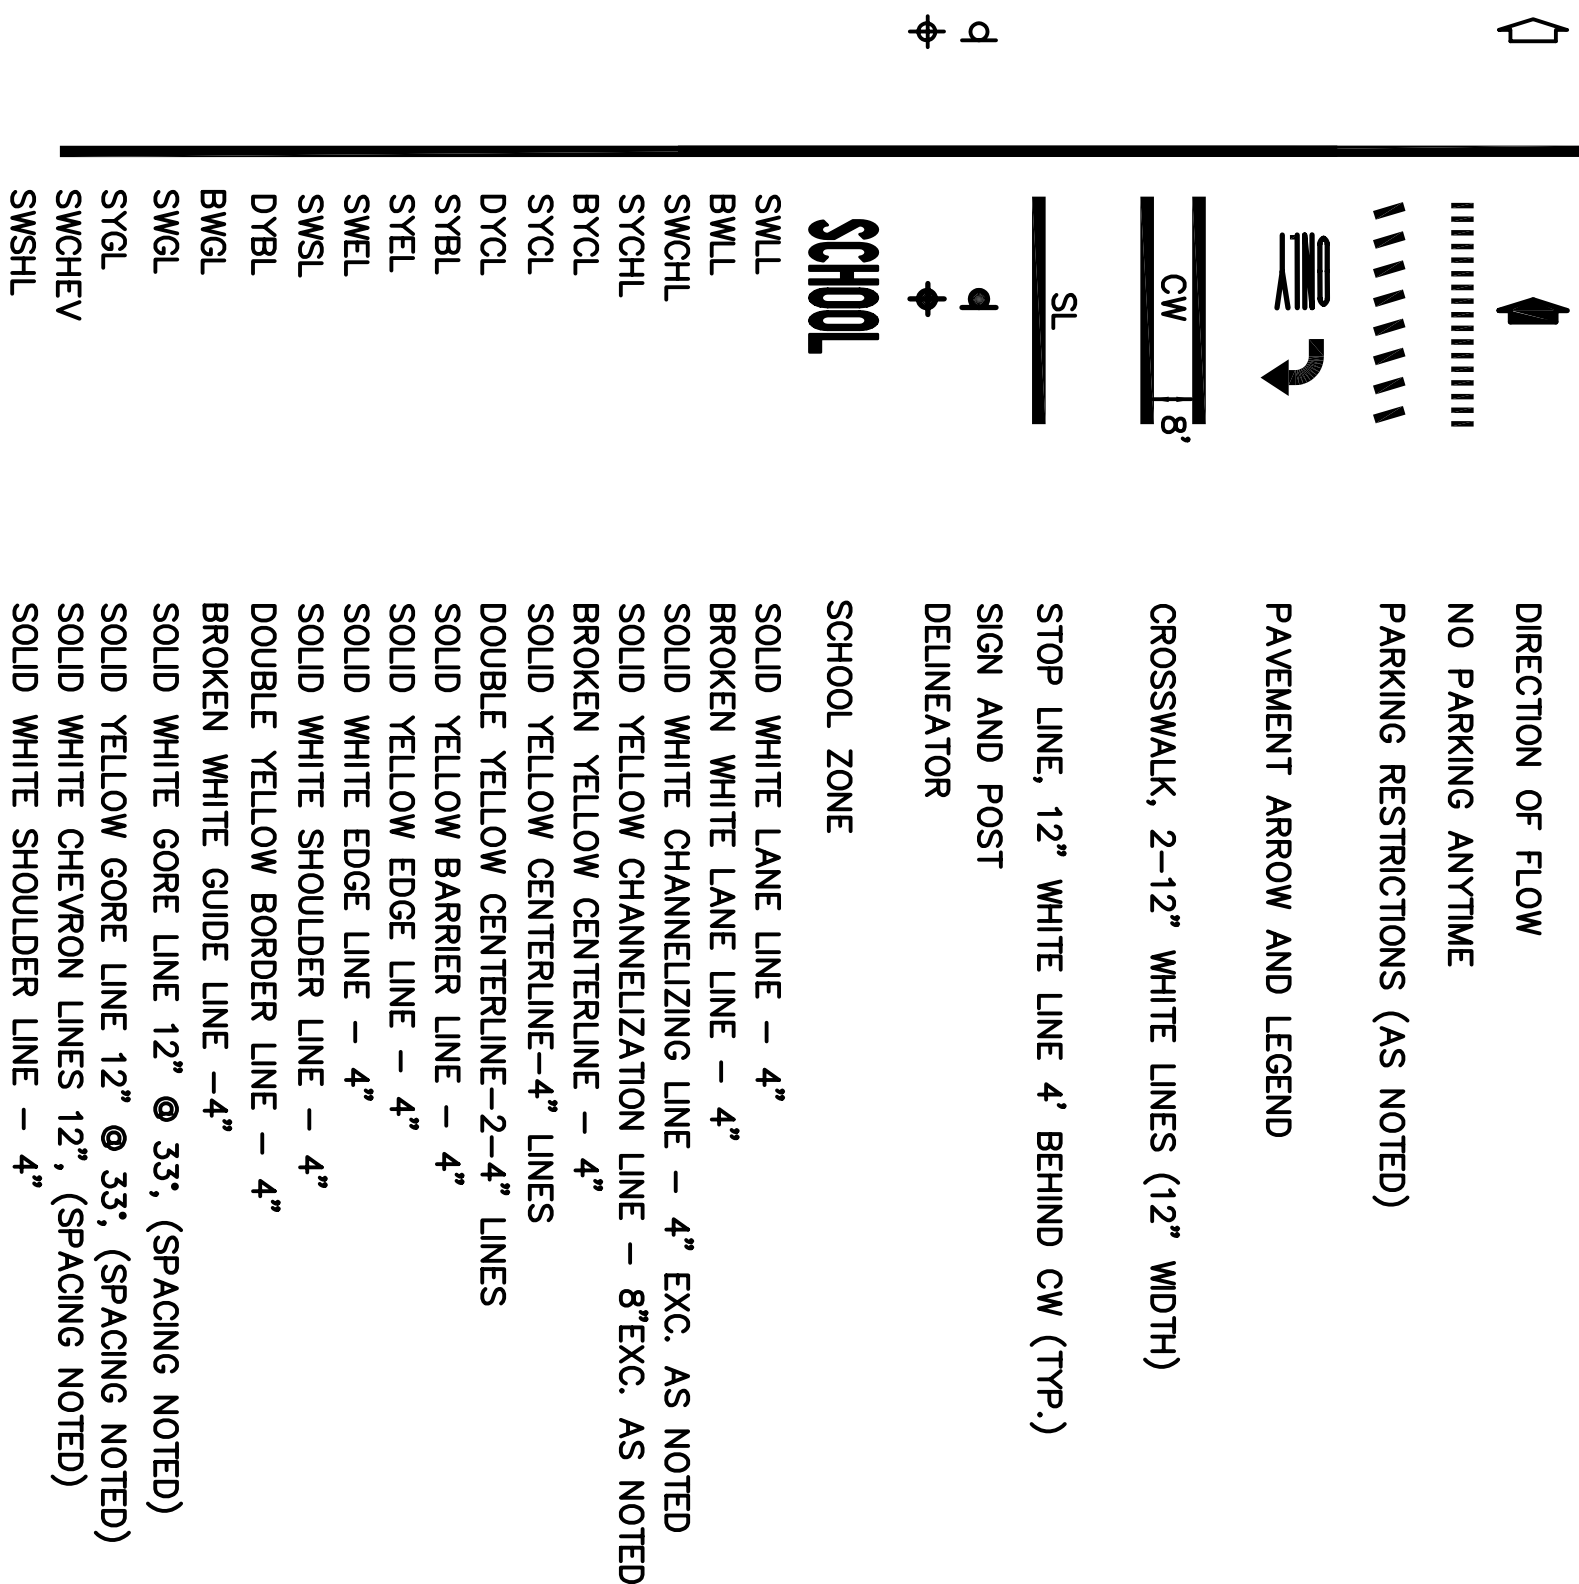 DIRECTION OF FLOW
NO PARKING ANYTIME
PARKING RESTRICTIONS (AS NOTED)
ONLY PAVEMENT ARROW AND LEGEND
CW 8' CROSSWALK, 2-12" WHITE LINES (12" WIDTH)
SL STOP LINE, 12" WHITE LINE 4' BEHIND CW (TYP.)
SIGN AND POST
DELINEATOR
SCHOOL SCHOOL ZONE
SWLL SOLID WHITE LANE LINE - 4"
BWLL BROKEN WHITE LANE LINE - 4"
SWCHL SOLID WHITE CHANNELIZING LINE - 4" EXC. AS NOTED
SYCHL SOLID YELLOW CHANNELIZATION LINE - 8"EXC. AS NOTED
BYCL BROKEN YELLOW CENTERLINE - 4"
SYCL SOLID YELLOW CENTERLINE-4" LINES
DYCL DOUBLE YELLOW CENTERLINE-2-4" LINES
SYBL SOLID YELLOW BARRIER LINE - 4"
SYEL SOLID YELLOW EDGE LINE - 4"
SWEL SOLID WHITE EDGE LINE - 4"
SWSL SOLID WHITE SHOULDER LINE - 4"
DYBL DOUBLE YELLOW BORDER LINE - 4"
BWGL BROKEN WHITE GUIDE LINE -4"
SWGL SOLID WHITE GORE LINE 12" @ 33°, (SPACING NOTED)
SYGL SOLID YELLOW GORE LINE 12" @ 33°, (SPACING NOTED)
SWCHEV SOLID WHITE CHEVRON LINES 12", (SPACING NOTED)
SWSHL SOLID WHITE SHOULDER LINE - 4"